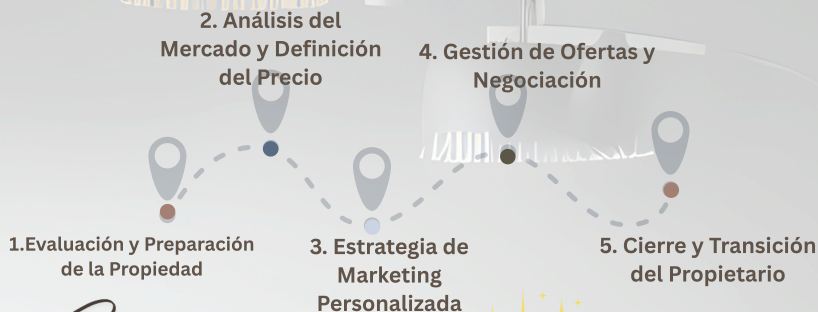 2. Análisis del
Mercado y Definición
del Precio
4. Gestión de Ofertas y
Negociación
1.Evaluación y Preparación
de la Propiedad
3. Estrategia de
Marketing
Personalizada
5. Cierre y Transición
del Propietario